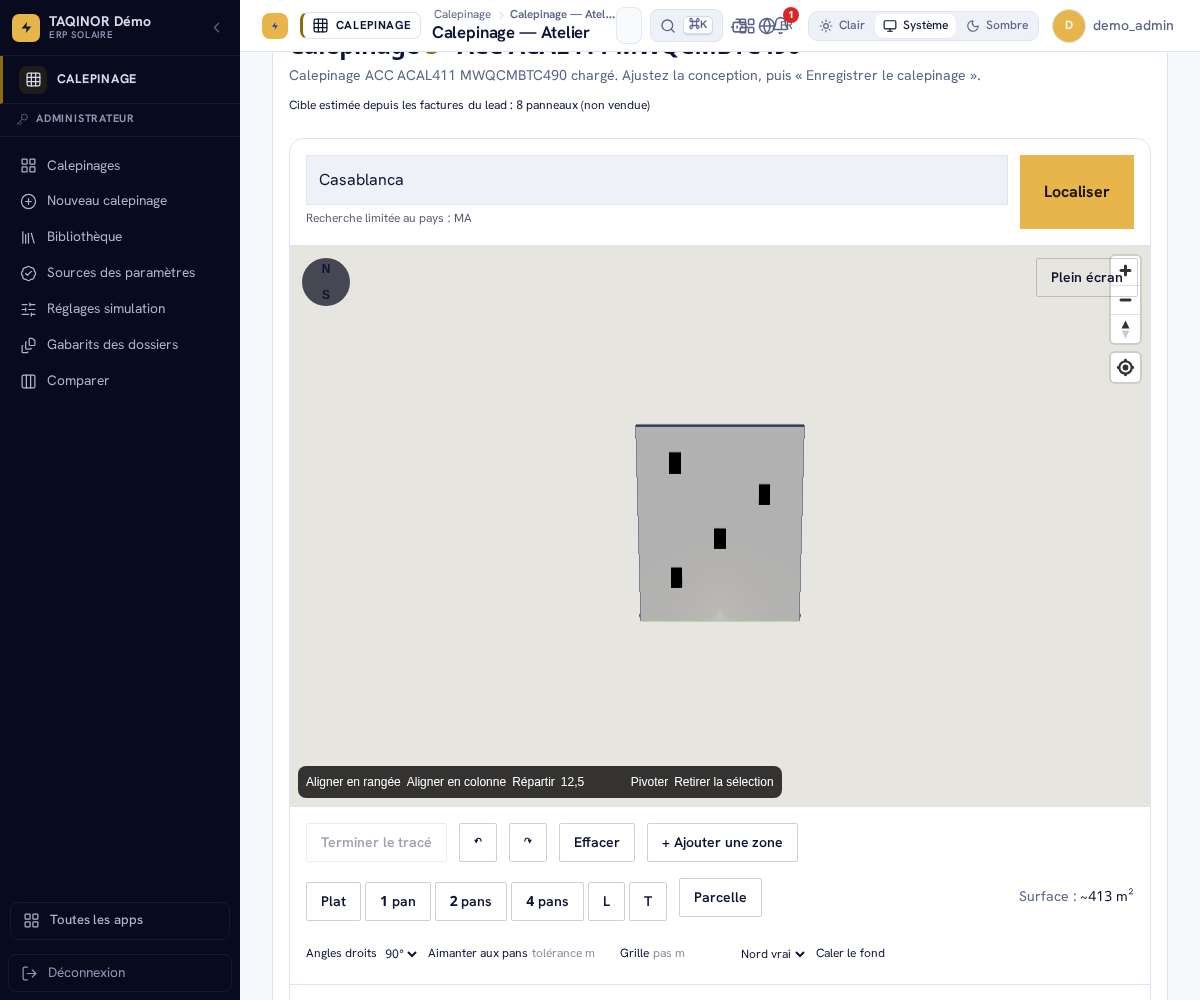 TAQINOR Démo
ERP SOLAIRE
CALEPINAGE
ADMINISTRATEUR
Calepinages
Nouveau calepinage
Bibliothèque
Sources des paramètres
Réglages simulation
Gabarits des dossiers
Comparer
Toutes les apps
Déconnexion
CALEPINAGE
Calepinage
Calepinage — Atel...
Calepinage — Atelier
⌘K
1
Clair
Système
Sombre
D
demo_admin
Calepinage ACC ACAL411 MWQCMBTC490 chargé. Ajustez la conception, puis « Enregistrer le calepinage ».
Cible estimée depuis les factures du lead : 8 panneaux (non vendue)
Casablanca
Localiser
Recherche limitée au pays : MA
N
S
Plein écran
Aligner en rangée Aligner en colonne Répartir 12,5 Pivoter Retirer la sélection
Terminer le tracé
↶
↷
Effacer
+ Ajouter une zone
Plat
1 pan
2 pans
4 pans
L
T
Parcelle
Surface : ~413 m²
Angles droits 90° Aimanter aux pans tolérance m Grille pas m Nord vrai Caler le fond